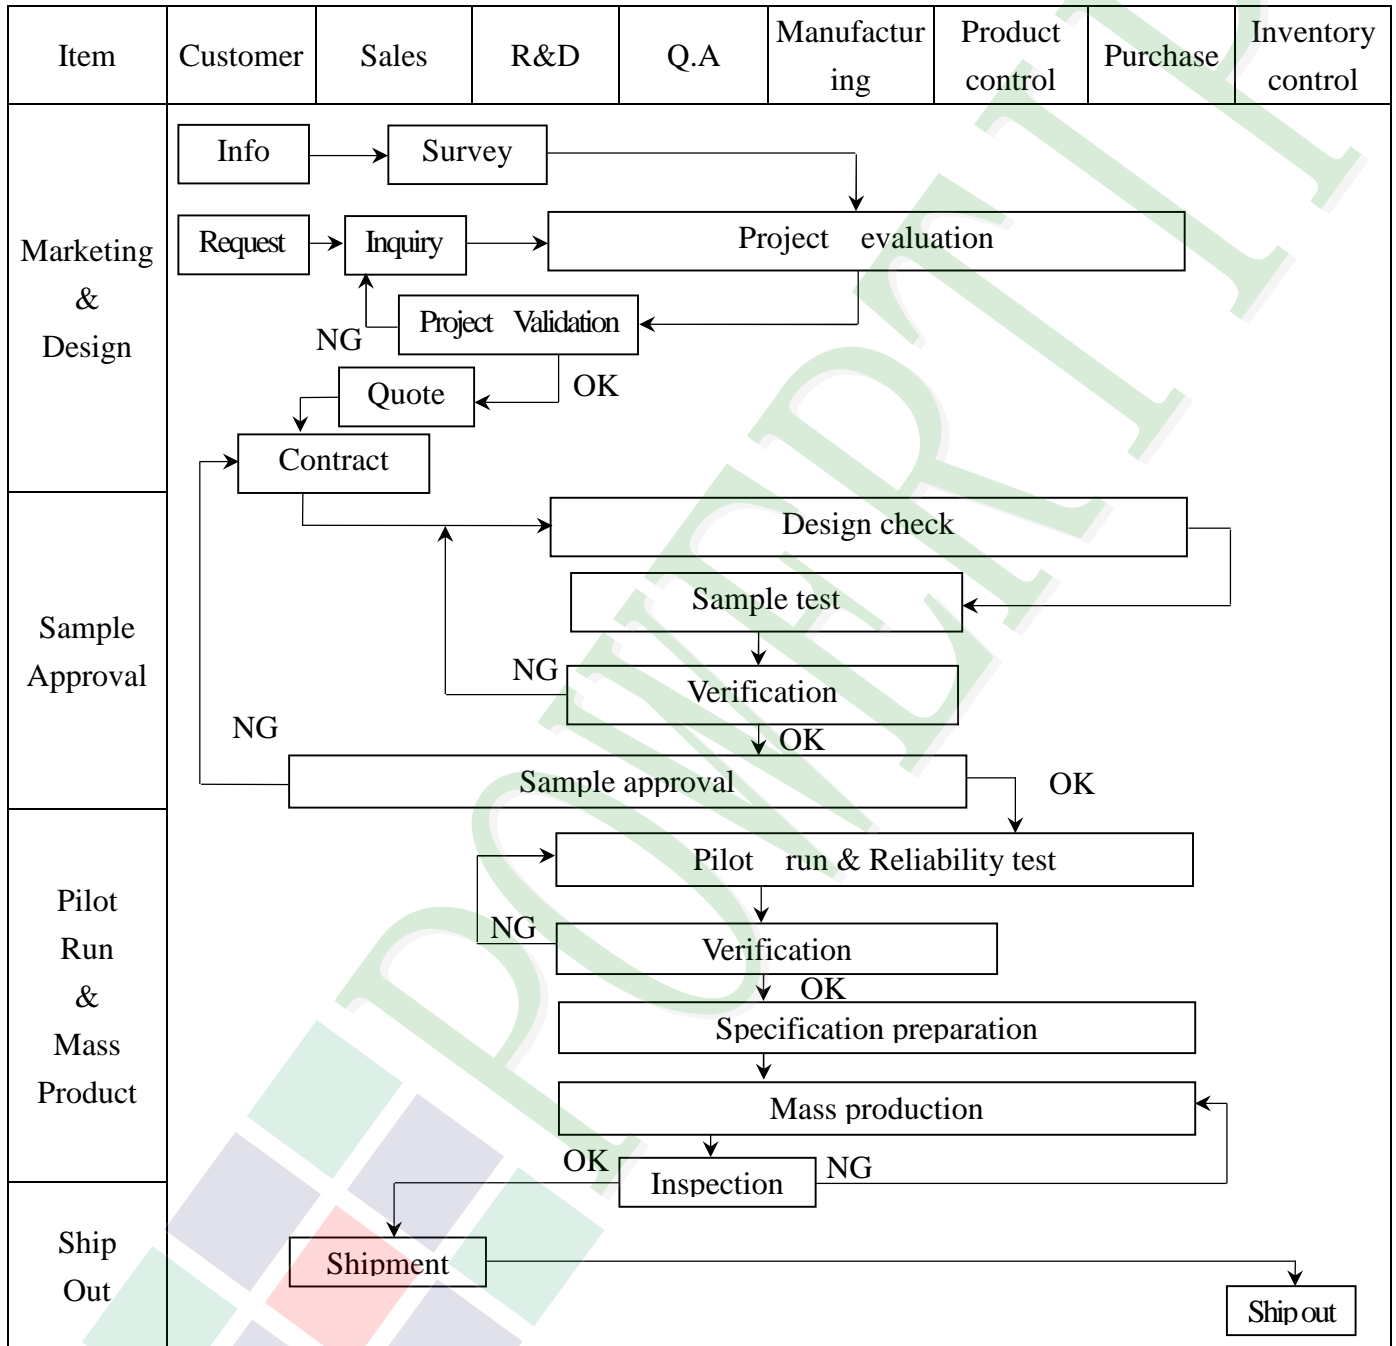 Item
Customer
Sales
R&D
Q.A
Manufactur
ing
Product
control
Purchase
Inventory
control
Marketing
&
Design
Info
Survey
Request
Inquiry
Project evaluation
Project Validation
NG
OK
Quote
Contract
Sample
Approval
Design check
Sample test
NG
Verification
OK
NG
Sample approval
OK
Pilot
Run
&
Mass
Product
Pilot run & Reliability test
NG
Verification
OK
Specification preparation
Mass production
OK
Inspection
NG
Ship
Out
Shipment
Ship out
POWERTIP